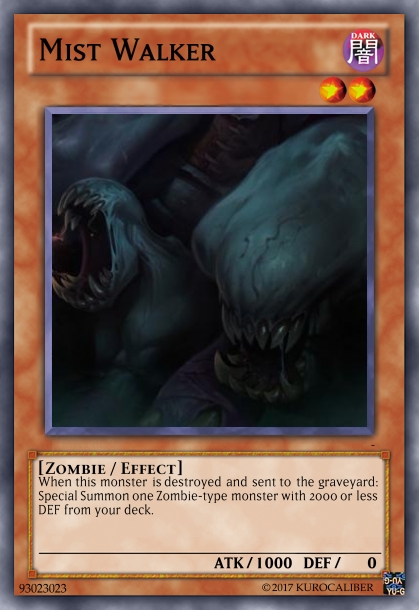 Mist Walker
DARK
闇
-
[Zombie / Effect]
When this monster is destroyed and sent to the graveyard:
Special Summon one Zombie-type monster with 2000 or less
DEF from your deck.
ATK / 1000 DEF / 0
93023023
©2017 KUROCALIBER